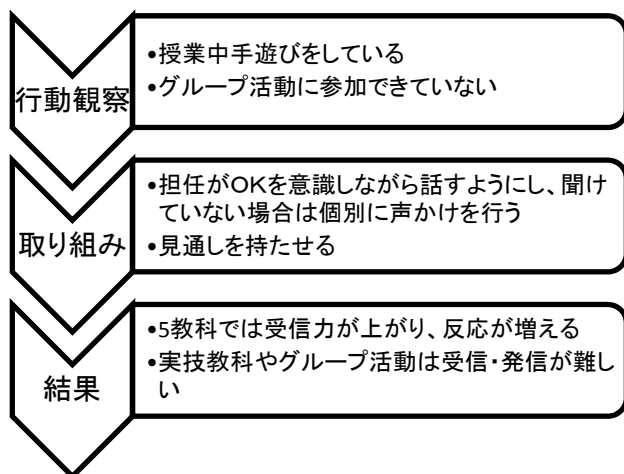 行動観察
•授業中手遊びをしている
•グループ活動に参加できていない
取り組み
•担任がOKを意識しながら話すようにし、聞け
ていない場合は個別に声かけを行う
•見通しを持たせる
結果
•5教科では受信力が上がり、反応が増える
•実技教科やグループ活動は受信・発信が難し
い